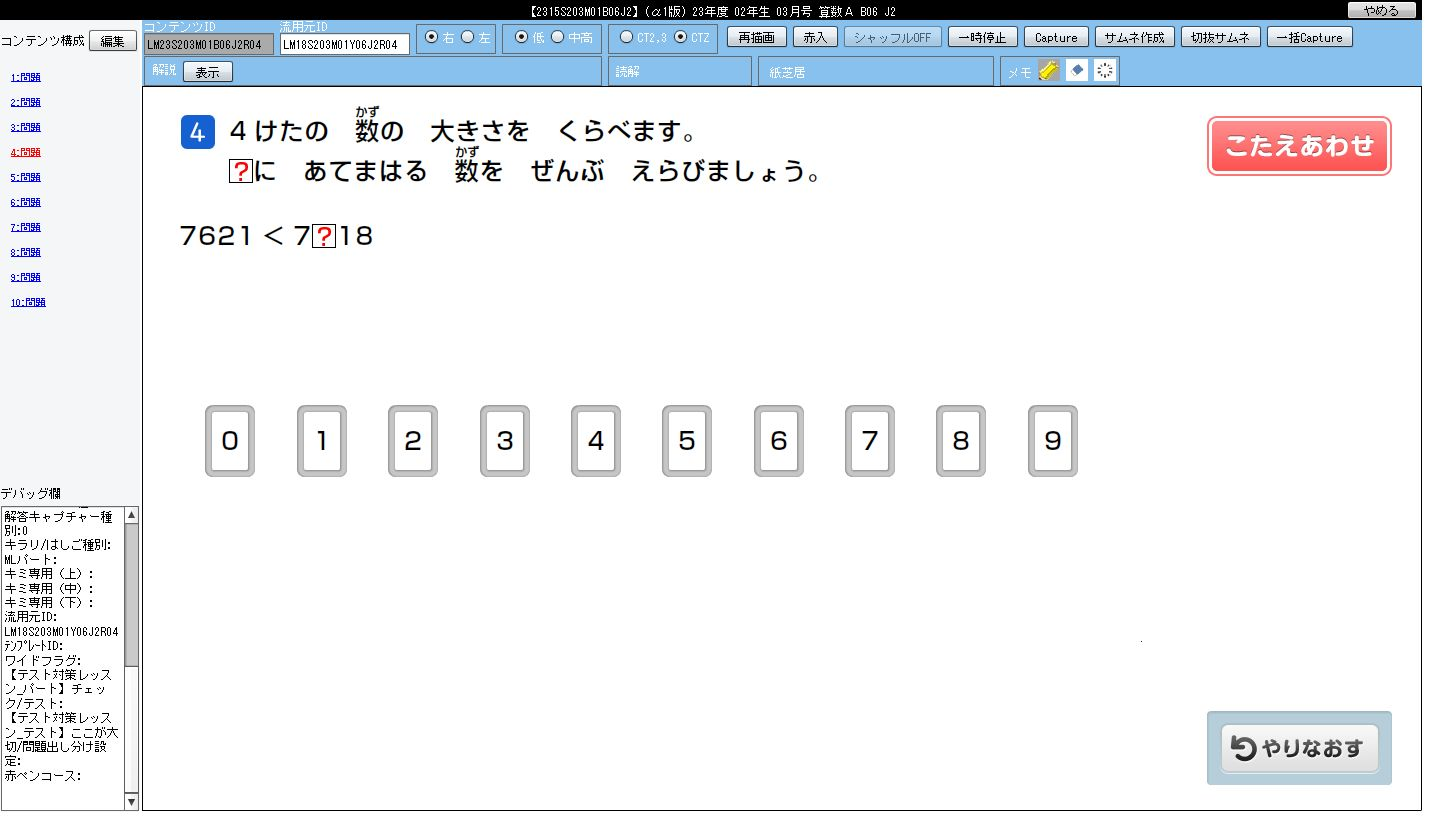 【2315S203M01B06J2】(α1版) 23年度 02年生 03月号 算数A B06 J2
やめる
コンテンツ構成 編集
1:問題
2:問題
3:問題
4:問題
5:問題
6:問題
7:問題
8:問題
9:問題
10:問題
デバッグ欄
解答キャプチャー種
別:0
キラリ/はしご種別:
MLパート:
キミ専用（上）:
キミ専用（中）:
キミ専用（下）:
流用元ID:
LM18S203M01Y06J2R04
テンプレートID:
ワイドフラグ:
【テスト対策レッス
ン_パート】チェッ
ク/テスト:
【テスト対策レッス
ン_テスト】ここが大
切/問題出し分け設
定:
赤ペンコース:
コンテンツID 流用元ID
LM23S203M01B06J2R04 LM18S203M01Y06J2R04 右 左 低 中高 CT2,3 CTZ 再描画 赤入 シャッフルOFF 一時停止 Capture サムネ作成 切抜サムネ 一括Capture
解説 表示 読解 紙芝居 メモ
かず
4 4けたの 数の 大きさを くらべます。
かず
?に あてまはる 数を ぜんぶ えらびましょう。
こたえあわせ
7621 < 7?18
0 1 2 3 4 5 6 7 8 9
やりなおす